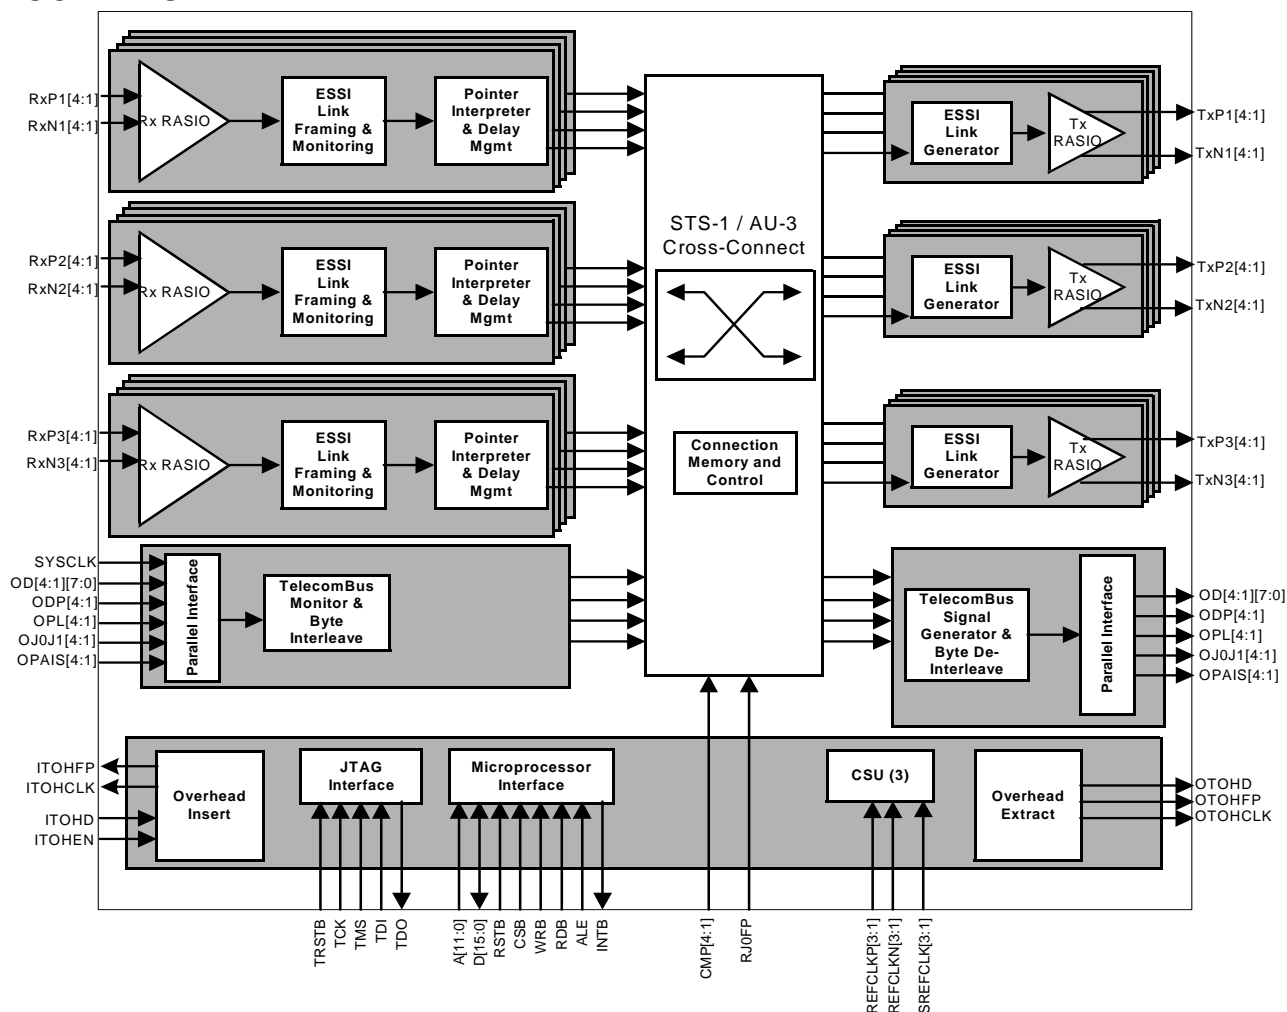 RxP1[4:1]
RxN1[4:1]
Rx RASIO
ESSI
Link
Framing &
Monitoring
Pointer
Interpreter
& Delay
Mgmt
RxP2[4:1]
RxN2[4:1]
Rx RASIO
ESSI
Link
Framing &
Monitoring
Pointer
Interpreter
& Delay
Mgmt
RxP3[4:1]
RxN3[4:1]
Rx RASIO
ESSI
Link
Framing &
Monitoring
Pointer
Interpreter
& Delay
Mgmt
SYSCLK
OD[4:1][7:0]
ODP[4:1]
OPL[4:1]
OJ0J1[4:1]
OPAIS[4:1]
Parallel Interface
TelecomBus
Monitor &
Byte
Interleave
STS-1 / AU-3
Cross-Connect
Connection
Memory and
Control
ESSI
Link
Generator
Tx
RASIO
TxP1[4:1]
TxN1[4:1]
ESSI
Link
Generator
Tx
RASIO
TxP2[4:1]
TxN2[4:1]
ESSI
Link
Generator
Tx
RASIO
TxP3[4:1]
TxN3[4:1]
TelecomBus
Signal
Generator &
Byte De-
Interleave
Parallel Interface
OD[4:1][7:0]
ODP[4:1]
OPL[4:1]
OJ0J1[4:1]
OPAIS[4:1]
ITOHFP
ITOHCLK
ITOHD
ITOHEN
Overhead
Insert
JTAG
Interface
Microprocessor
Interface
CSU (3)
Overhead
Extract
OTOHD
OTOHFP
OTOHCLK
TRSTB
TCK
TMS
TDI
TDO
A[11:0]
D[15:0]
RSTB
CSB
WRB
RDB
ALE
INTB
CMP[4:1]
RJ0FP
REFCLKP[3:1]
REFCLKN[3:1]
SREFCLK[3:1]